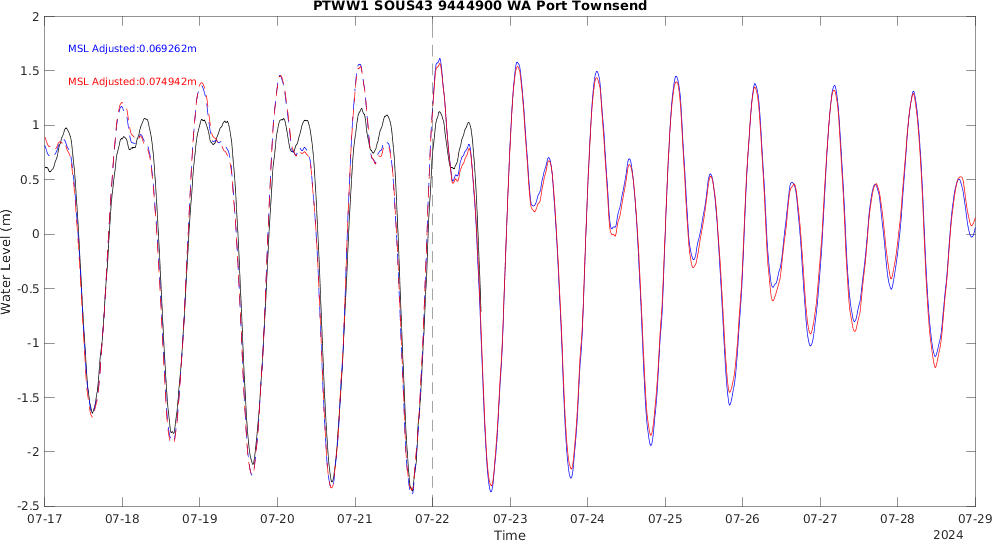 PTWW1 SOUS43 9444900 WA Port Townsend
2
MSL Adjusted:0.069262m
1.5
MSL Adjusted:0.074942m
1
0.5
0
-0.5
-1
-1.5
-2
-2.5
Water Level (m)
07-17 07-18 07-19 07-20 07-21 07-22 07-23 07-24 07-25 07-26 07-27 07-28 07-29
Time
2024